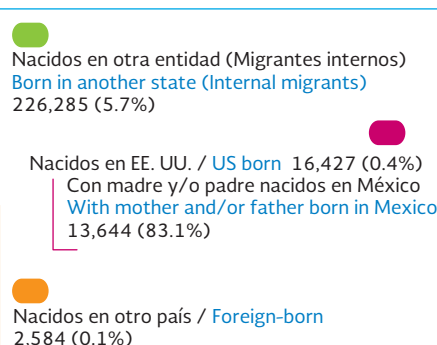 Nacidos en otra entidad (Migrantes internos)
Born in another state (Internal migrants)
226,285 (5.7%)
Nacidos en EE. UU. / US born 16,427 (0.4%)
Con madre y/o padre nacidos en México
With mother and/or father born in Mexico
13,644 (83.1%)
Nacidos en otro país / Foreign-born
2,584 (0.1%)